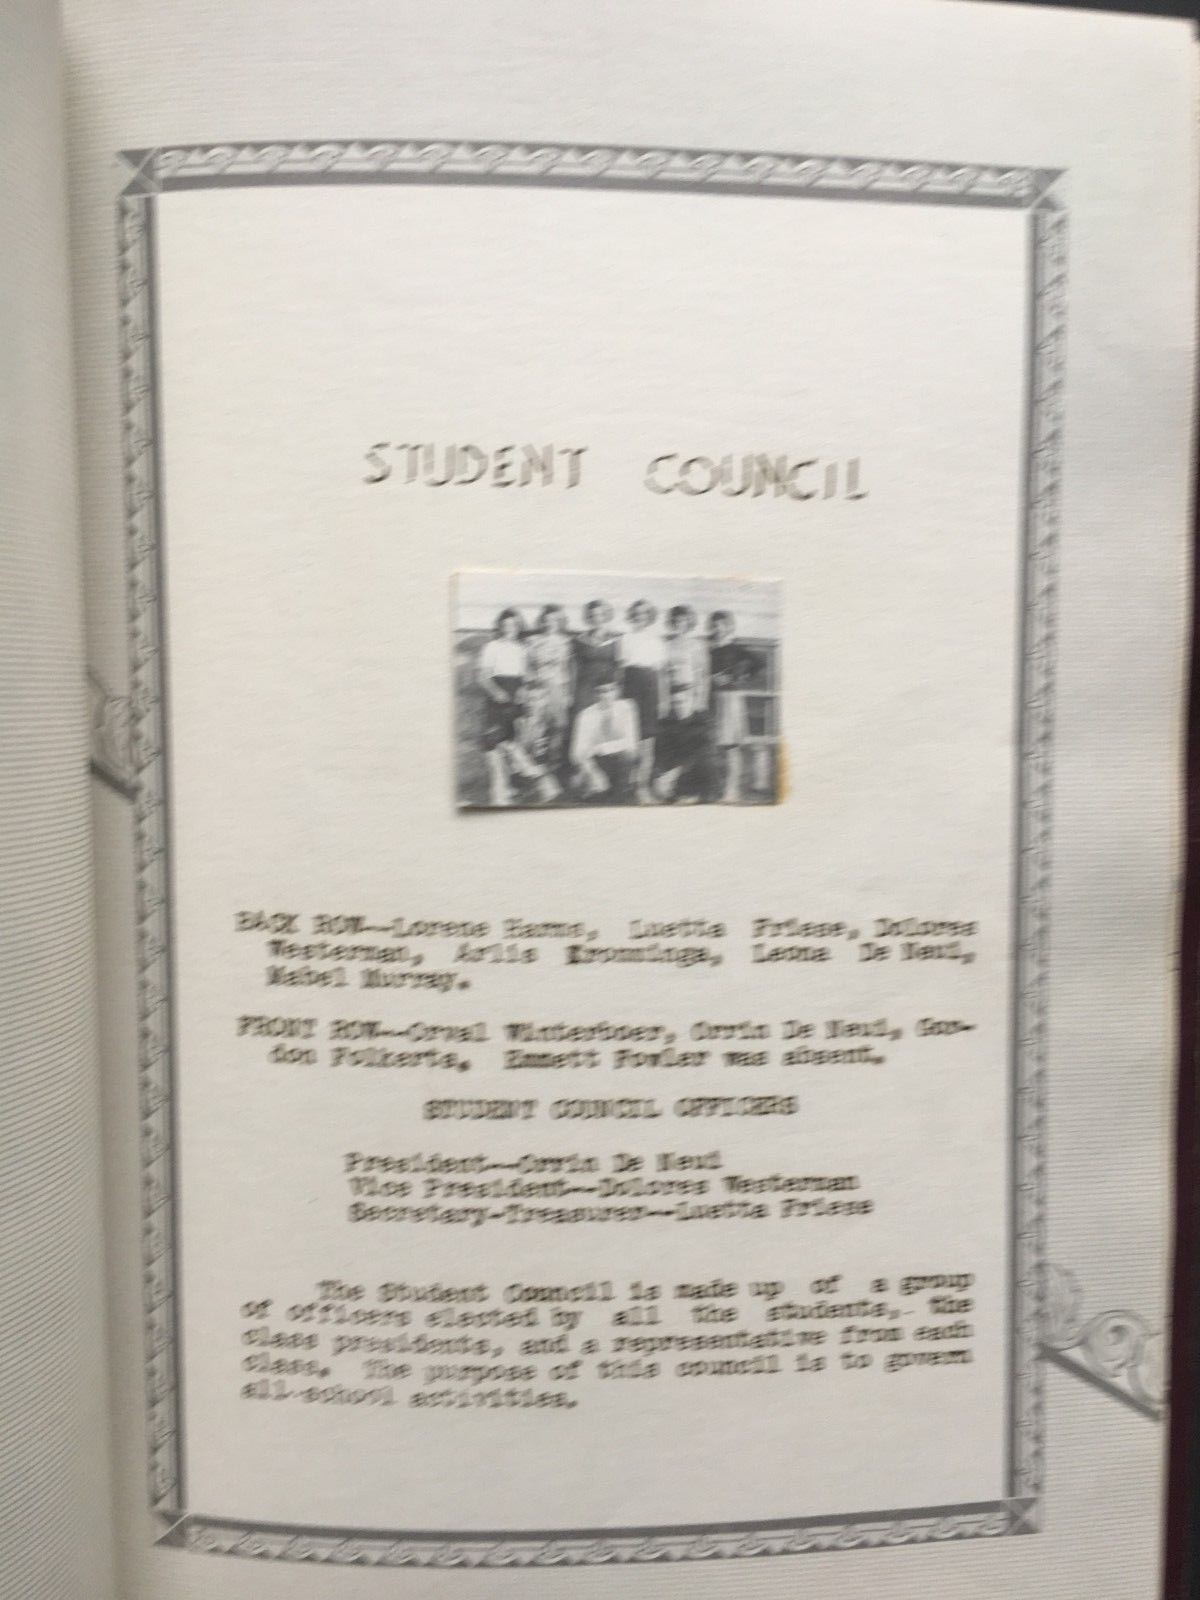 STUDENT COUNCIL
BACK ROW--Lorene Harms, Luetta Friese, Dolores
Westerman, Arlis Kronminga, Leona De Neui,
Mabel Murray.
FRONT ROW--Orval Winterboer, Orrin De Neui, Gor-
don Folkerts. Emmett Fowler was absent.
STUDENT COUNCIL OFFICERS
President--Orrin De Neui
Vice President--Dolores Westerman
Secretary-Treasurer--Luetta Friese
The Student Council is made up of a group
of officers elected by all the students, the
class presidents, and a representative from each
class. The purpose of this council is to govern
all-school activities.